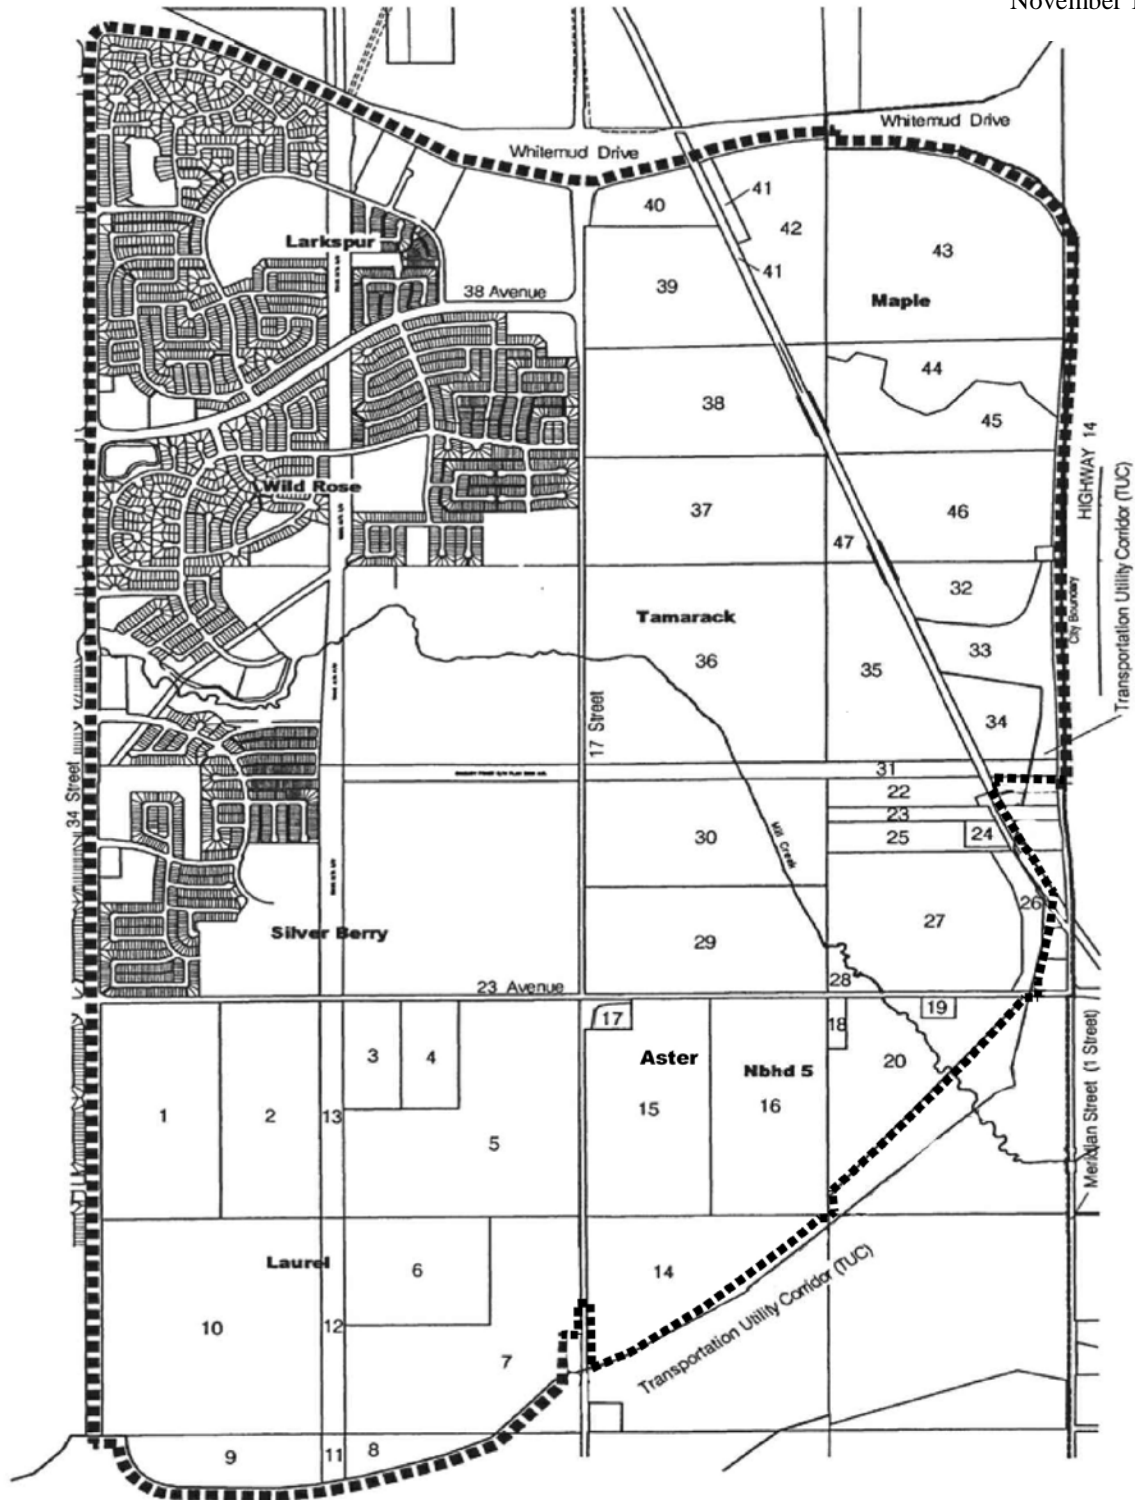 November 1
Whitemud Drive
Whitemud Drive
41
40
42
43
Larkspur
41
39
38 Avenue
Maple
44
38
45
HIGHWAY 14
Wild Rose
37
46
47
Transportation Utility Corridor (TUC)
32
City Boundary
Tamarack
33
36
35
34
17 Street
31
22
34 Street
23
30
25
24
Mill Creek
26
27
Silver Berry
29
28
23 Avenue
17
18
19
3
4
Aster
Nbhd 5
20
1
2
13
15
16
5
Meridian Street (1 Street)
Laurel
6
14
10
12
7
Transportation Utility Corridor (TUC)
9
11
8